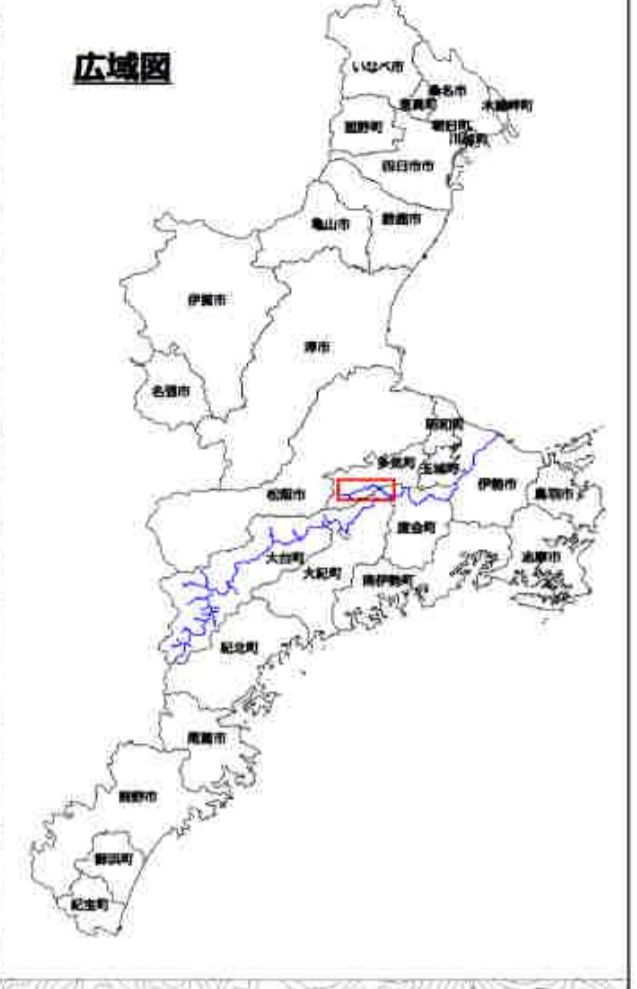 広域図
いなべ市
桑名市
東員町
木曽岬町
菰野町
朝日町
川越町
四日市市
亀山市
鈴鹿市
伊賀市
津市
名張市
明和町
多気町
玉城町
松阪市
伊勢市
鳥羽市
度会町
大台町
志摩市
大紀町
南伊勢町
紀北町
尾鷲市
熊野市
御浜町
紀宝町